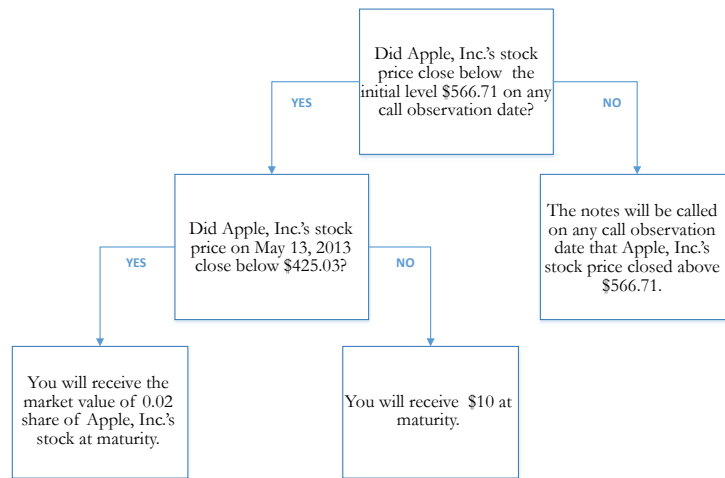 Did Apple, Inc.'s stock
price close below the
initial level $566.71 on any
call observation date?
YES
NO
Did Apple, Inc.'s stock
price on May 13, 2013
close below $425.03?
The notes will be called
on any call observation
date that Apple, Inc.'s
stock price closed above
$566.71.
YES
NO
You will receive the
market value of 0.02
share of Apple, Inc.'s
stock at maturity.
You will receive $10 at
maturity.